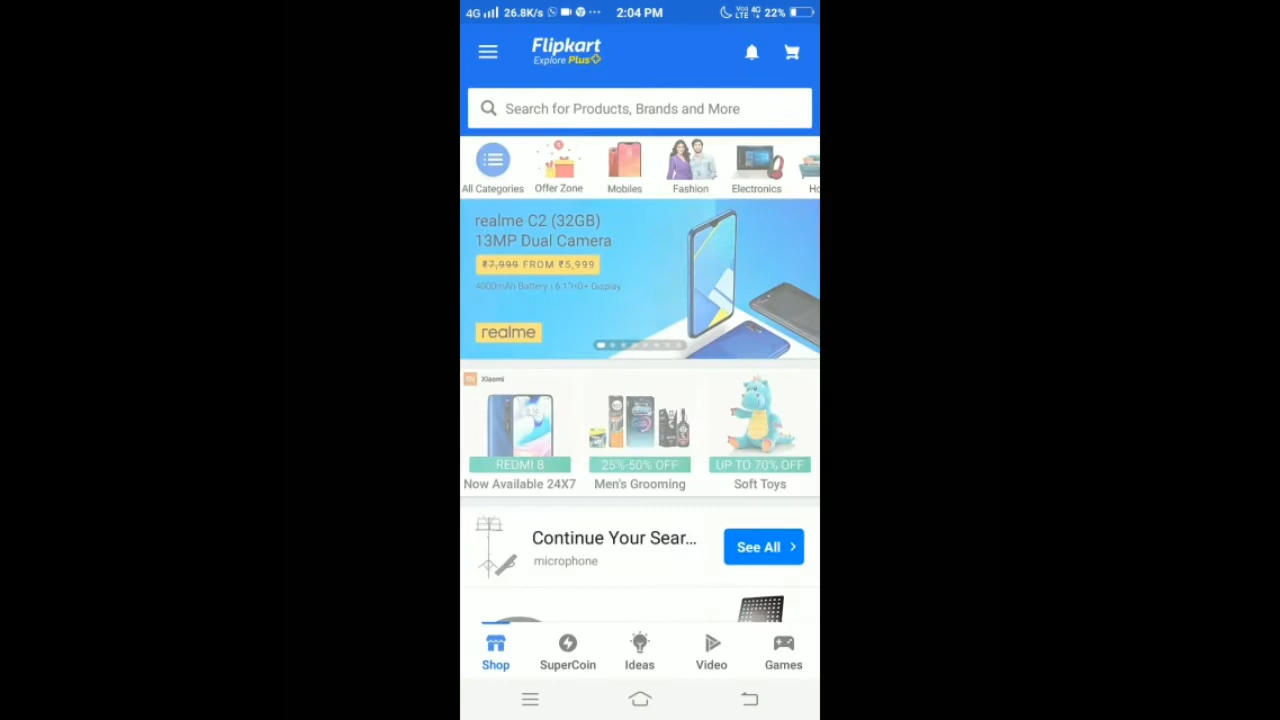 4G 26.8K/s ... 2:04 PM VoLTE 4G 22%
Flipkart
Explore Plus
Search for Products, Brands and More
All Categories Offer Zone Mobiles Fashion Electronics Ho
realme C2 (32GB)
13MP Dual Camera
₹7,999 FROM ₹5,999
4000mAh Battery | 6.1"HD+ Display
realme
mi Xiaomi
REDMI 8 25%-50% OFF UP TO 70% OFF
Now Available 24X7 Men's Grooming Soft Toys
Continue Your Sear...
microphone
See All
Shop SuperCoin Ideas Video Games